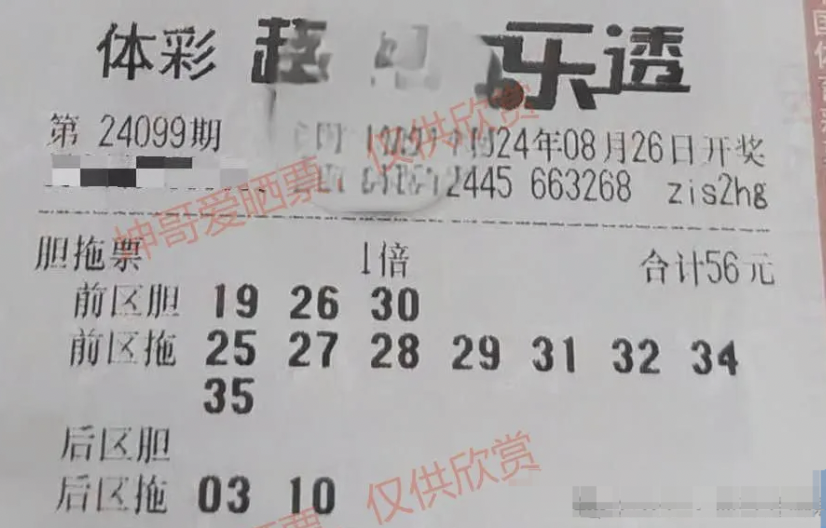 体彩 超 乐透
第 24099期 24年08月26日开奖
2445 663268 zis2hg
胆拖票 1倍 合计56元
前区胆 19 26 30
前区拖 25 27 28 29 31 32 34
35
后区胆
后区拖 03 10
坤哥爱晒票 仅供欣赏
仅供欣赏